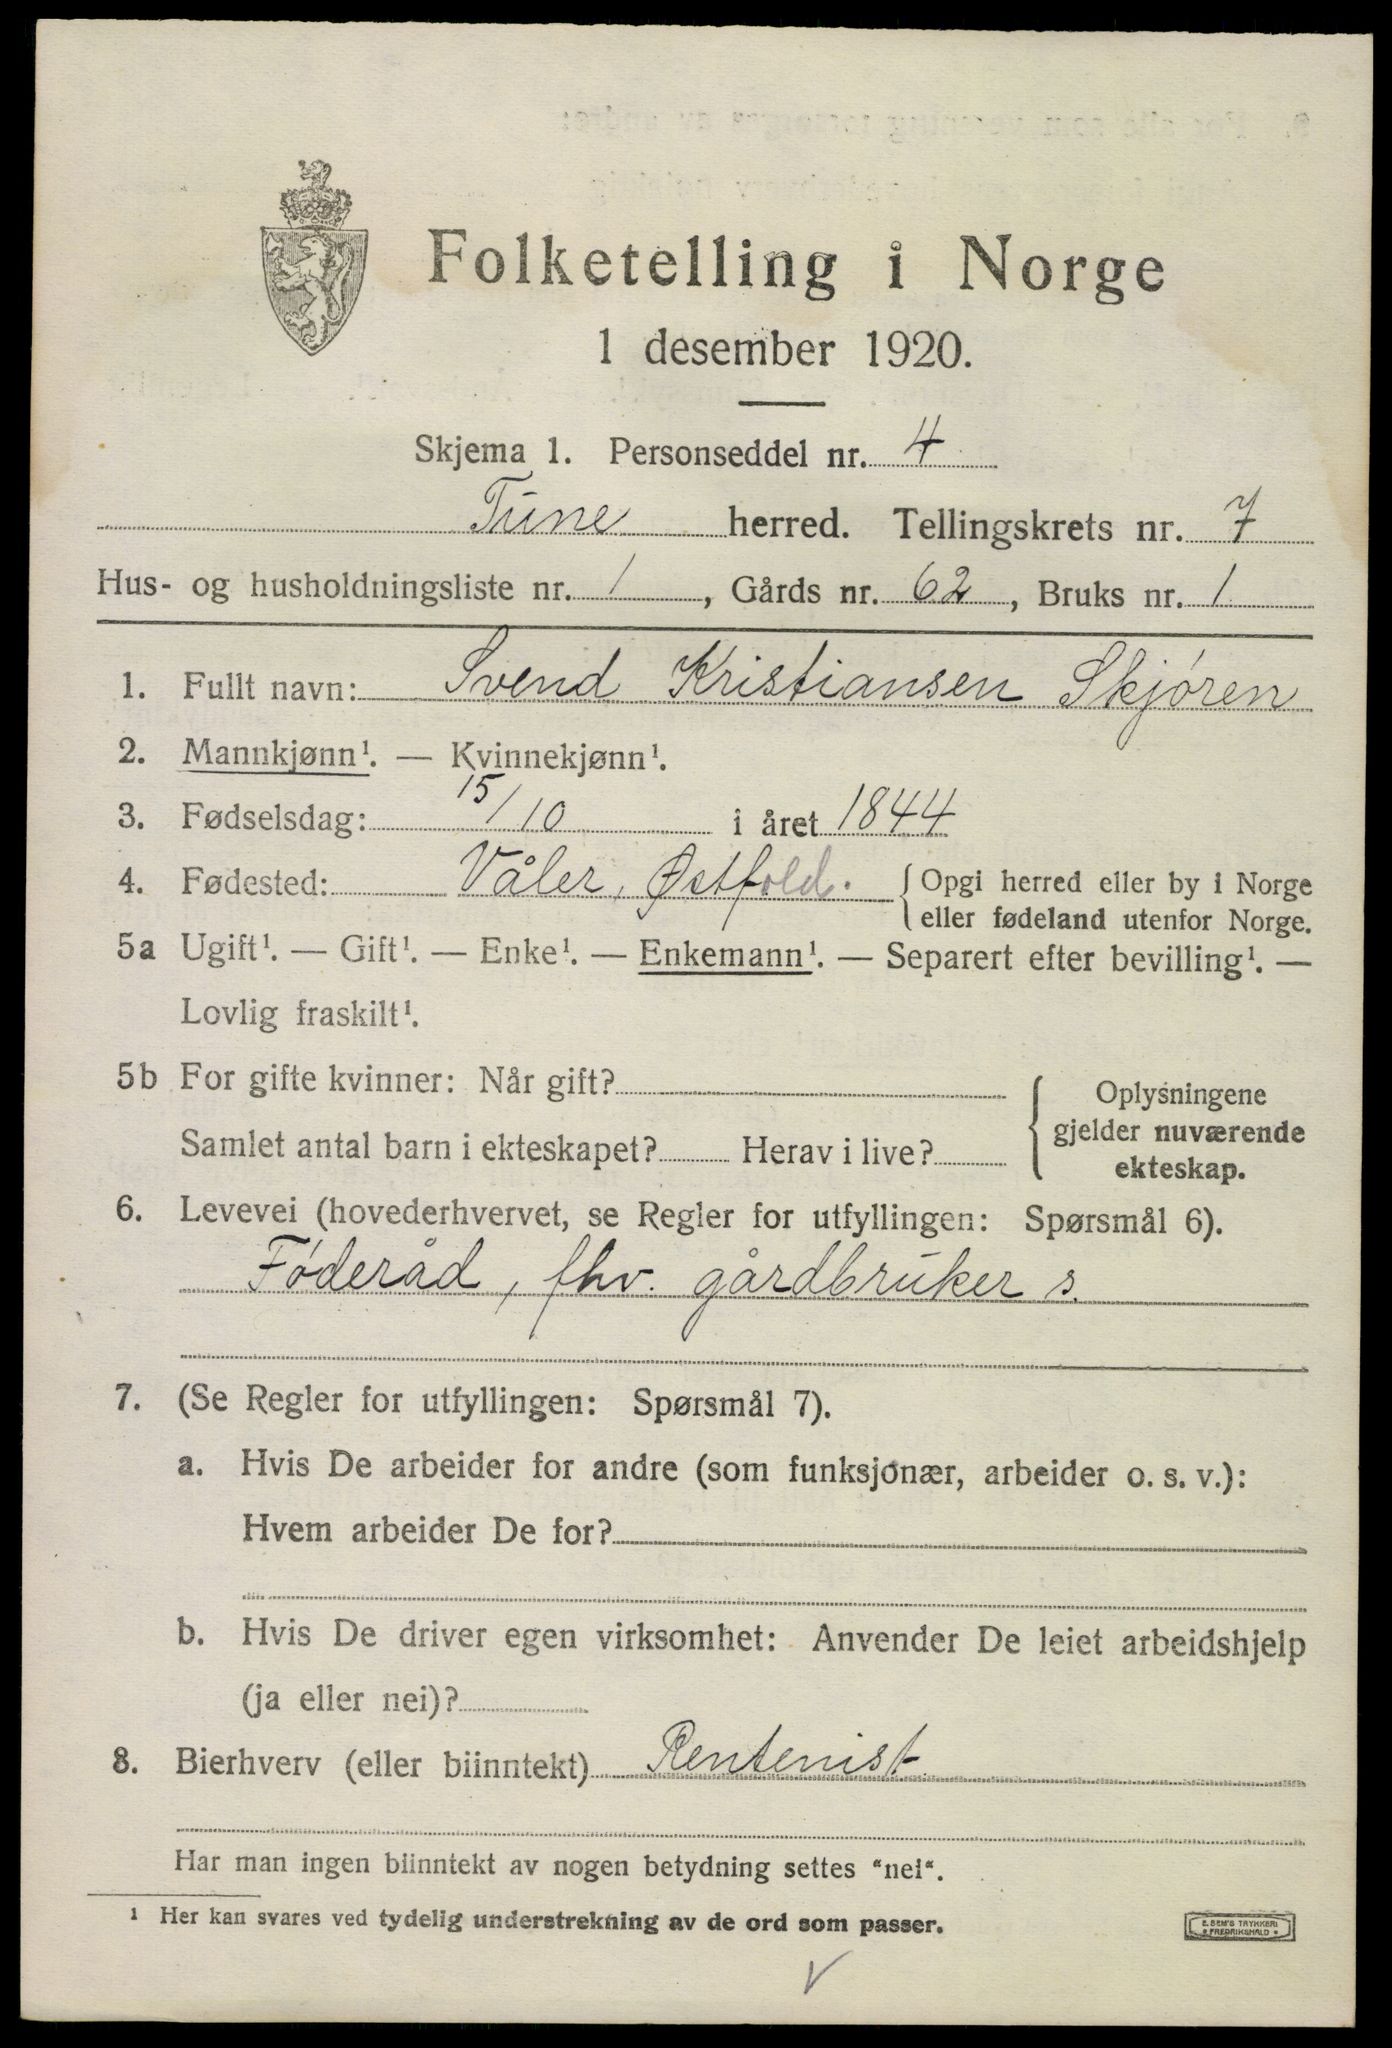 Folketelling i Norge
1 desember 1920.
Skjema 1. Personseddel nr. 4
Tune herred. Tellingskrets nr. 7
Hus- og husholdningsliste nr. 1, Gårds nr. 62, Bruks nr. 1
1. Fullt navn: Svend Kristiansen Skjøren
2. Mannkjønn¹. — Kvinnekjønn¹.
3. Fødselsdag: 15/10 i året 1844
4. Fødested: Våler, Østfold. Opgi herred eller by i Norge
eller fødeland utenfor Norge.
5a Ugift¹. — Gift¹. — Enke¹. — Enkemann¹. — Separert efter bevilling¹. —
Lovlig fraskilt¹.
5b For gifte kvinner: Når gift?
Samlet antal barn i ekteskapet? Herav i live?
Oplysningene
gjelder nuværende
ekteskap.
6. Levevei (hovederhvervet, se Regler for utfyllingen: Spørsmål 6).
Føderåd, fhv. gårdbruker s.
7. (Se Regler for utfyllingen: Spørsmål 7).
a. Hvis De arbeider for andre (som funksjonær, arbeider o. s. v.):
Hvem arbeider De for?
b. Hvis De driver egen virksomhet: Anvender De leiet arbeidshjelp
(ja eller nei)?
8. Bierhverv (eller biinntekt) Rentenist
Har man ingen biinntekt av nogen betydning settes "nei".
¹ Her kan svares ved tydelig understrekning av de ord som passer.
E. SEM'S TRYKKERI
FREDRIKSHALD